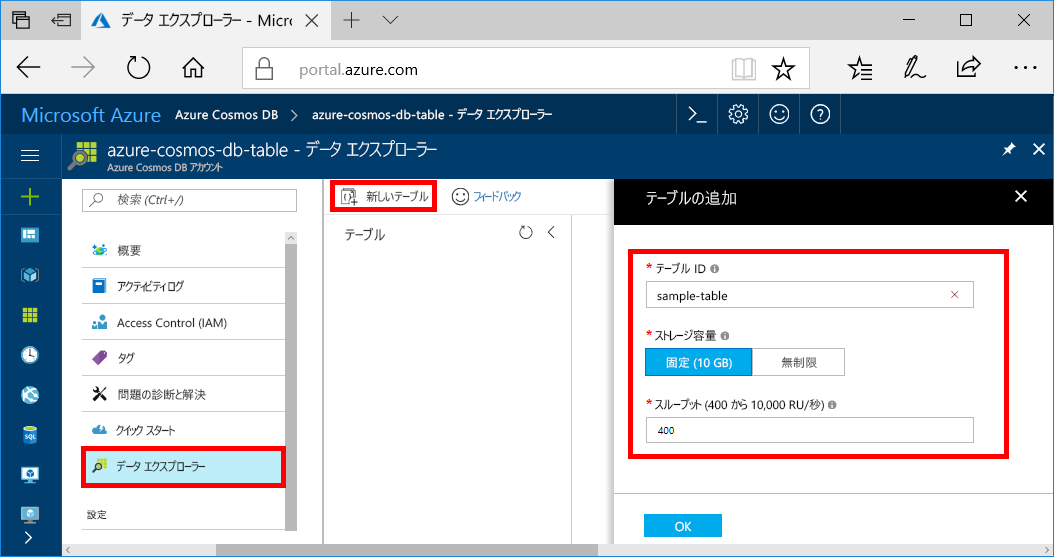 データ エクスプローラー - Micro
portal.azure.com
Microsoft Azure Azure Cosmos DB > azure-cosmos-db-table - データ エクスプローラー
azure-cosmos-db-table - データ エクスプローラー
Azure Cosmos DB アカウント
検索 (Ctrl+/)
概要
アクティビティ ログ
Access Control (IAM)
タグ
問題の診断と解決
クイック スタート
データ エクスプローラー
設定
新しいテーブル フィードバック
テーブル
テーブルの追加
* テーブル ID
sample-table
* ストレージ容量
固定 (10 GB) 無制限
* スループット (400 から 10,000 RU/秒)
400
OK
SQL